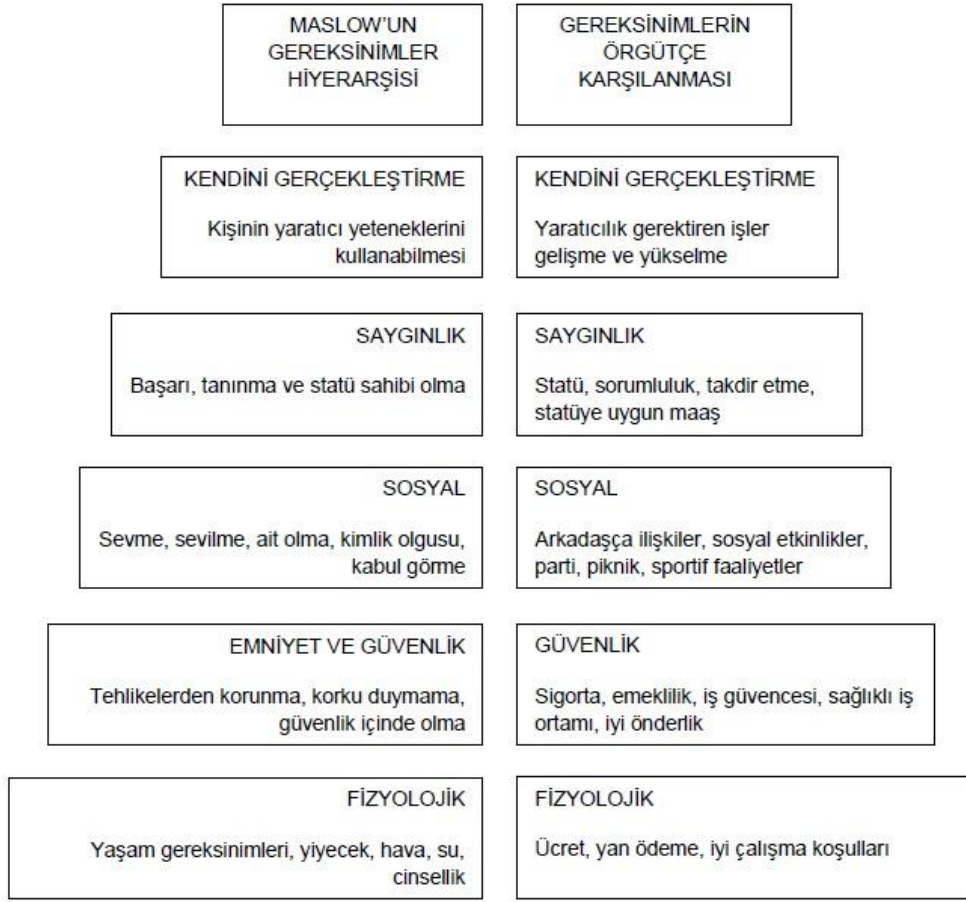 MASLOW'UN
GEREKSİNİMLER
HİYERARŞİSİ
GEREKSİNİMLERİN
ÖRGÜTÇE
KARŞILANMASI
KENDİNİ GERÇEKLEŞTİRME
Kişinin yaratıcı yeteneklerini
kullanabilmesi
KENDİNİ GERÇEKLEŞTİRME
Yaratıcılık gerektiren işler
gelişme ve yükselme
SAYGINLIK
Başarı, tanınma ve statü sahibi olma
SAYGINLIK
Statü, sorumluluk, takdir etme,
statüye uygun maaş
SOSYAL
Sevme, sevilme, ait olma, kimlik olgusu,
kabul görme
SOSYAL
Arkadaşça ilişkiler, sosyal etkinlikler,
parti, piknik, sportif faaliyetler
EMNİYET VE GÜVENLİK
Tehlikelerden korunma, korku duymama,
güvenlik içinde olma
GÜVENLİK
Sigorta, emeklilik, iş güvencesi, sağlıklı iş
ortamı, iyi önderlik
FİZYOLOJİK
Yaşam gereksinimleri, yiyecek, hava, su,
cinsellik
FİZYOLOJİK
Ücret, yan ödeme, iyi çalışma koşulları